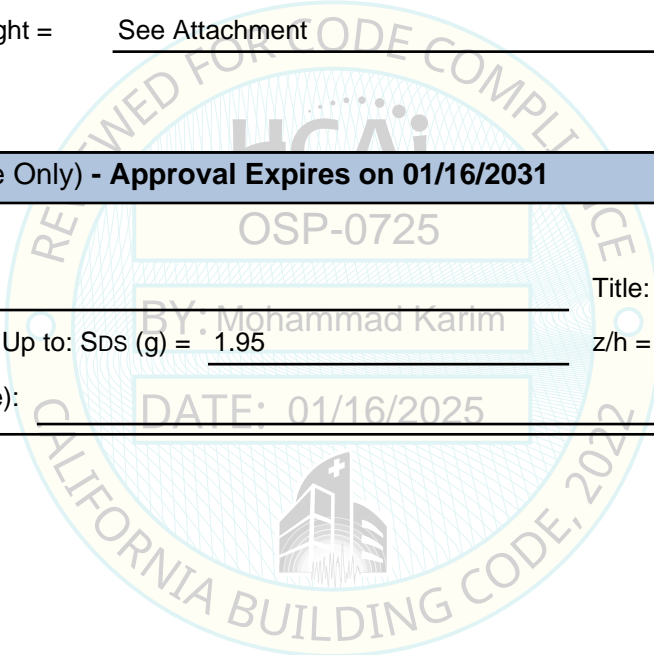 ght = See Attachment
REVIEWED FOR CODE COMPLIANCE
HCAi
e Only) - Approval Expires on 01/16/2031
OSP-0725
Title:
BY: Mohammad Karim
Up to: SDS (g) = 1.95 z/h =
e):
DATE: 01/16/2025
CALIFORNIA BUILDING CODE, 2022